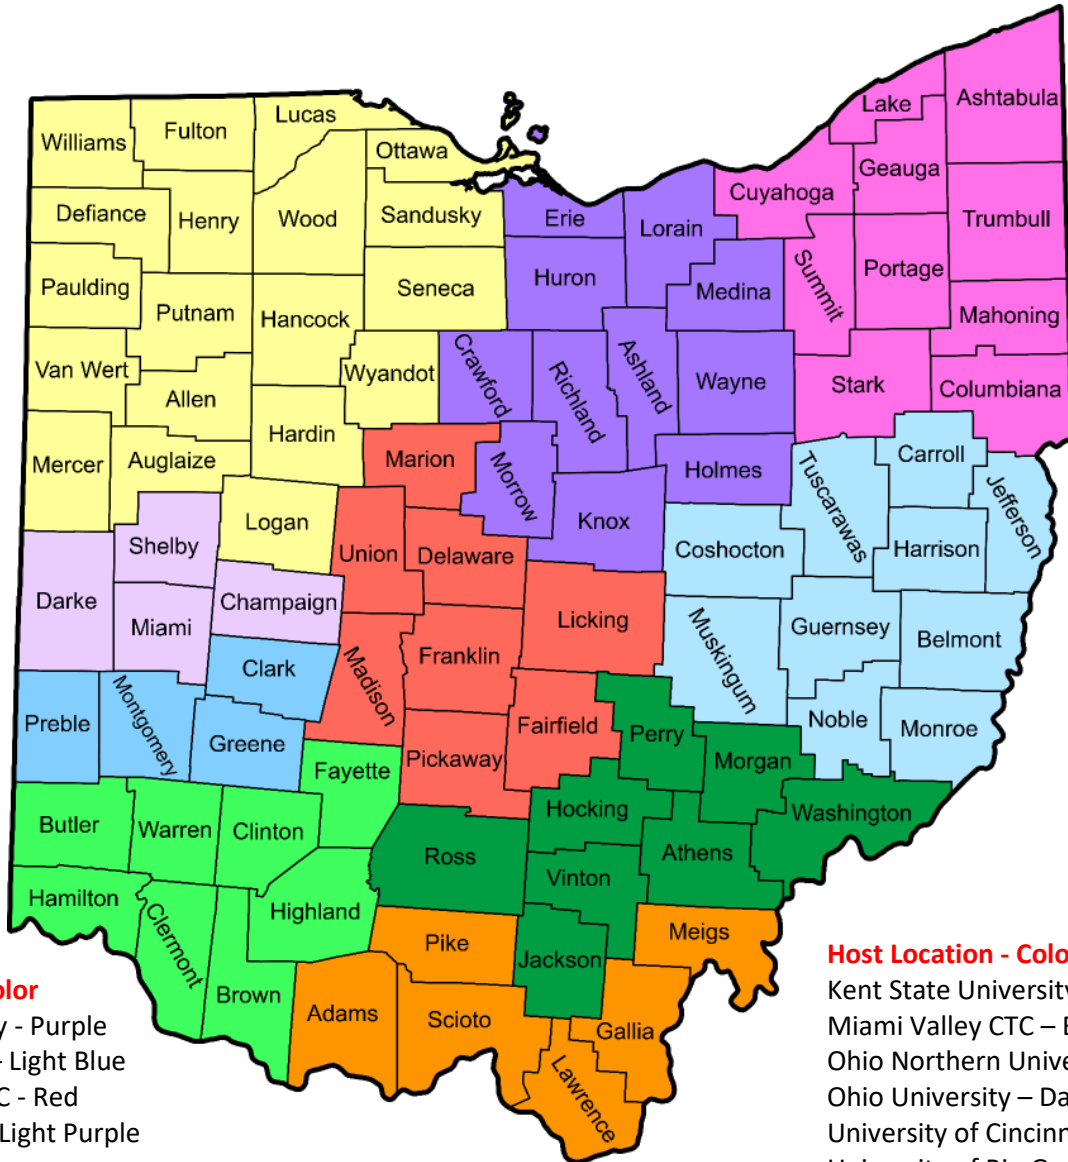 Lake
Ashtabula
Lucas
Fulton
Williams
Ottawa
Geauga
Cuyahoga
Defiance
Henry
Wood
Sandusky
Erie
Lorain
Trumbull
Summit
Portage
Paulding
Seneca
Huron
Medina
Putnam
Hancock
Mahoning
Van Wert
Wyandot
Crawford
Richland
Ashland
Wayne
Stark
Columbiana
Allen
Hardin
Mercer
Auglaize
Marion
Morrow
Holmes
Tuscarawas
Carroll
Jefferson
Logan
Knox
Shelby
Union
Delaware
Coshocton
Harrison
Darke
Champaign
Miami
Licking
Muskingum
Guernsey
Belmont
Clark
Madison
Franklin
Preble
Montgomery
Greene
Fairfield
Perry
Noble
Monroe
Fayette
Pickaway
Morgan
Butler
Warren
Clinton
Hocking
Washington
Ross
Athens
Vinton
Hamilton
Clermont
Highland
Pike
Meigs
Jackson
Brown
Adams
Scioto
Gallia
Lawrence
olor
y - Purple
- Light Blue
C - Red
Light Purple
Host Location - Colo
Kent State University
Miami Valley CTC – B
Ohio Northern Unive
Ohio University – Da
University of Cincinn